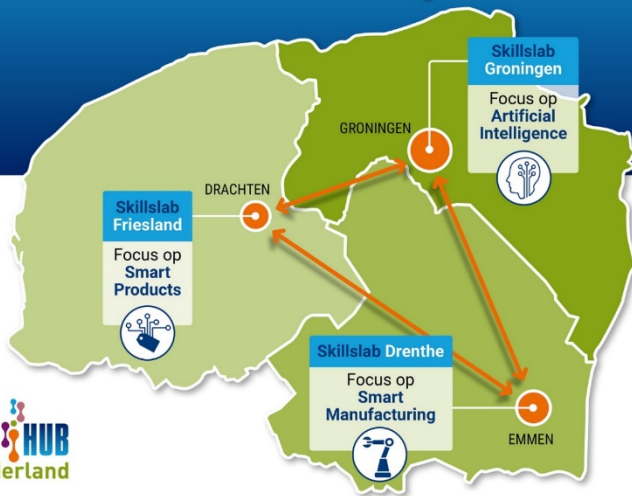 Skillslab
Groningen
Focus op
Artificial
Intelligence
GRONINGEN
DRACHTEN
Skillslab
Friesland
Focus op
Smart
Products
Skillslab Drenthe
Focus op
Smart
Manufacturing
EMMEN
HUB